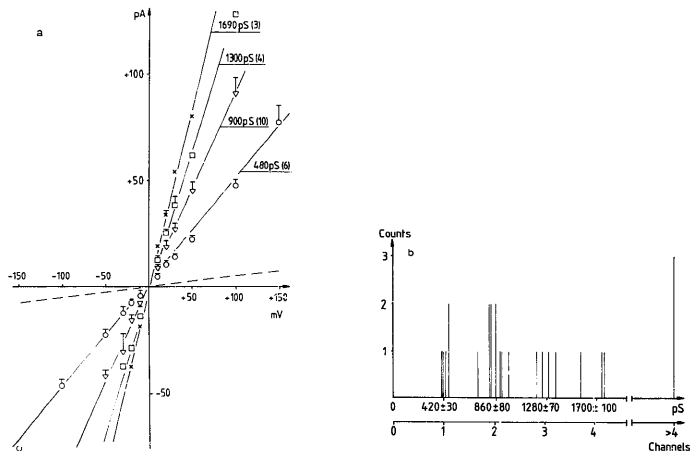 a
pA
1690 pS (3)
1300 pS (4)
+100
900 pS (10)
480 pS (6)
+50
-150 -100 -50
+50 +100 +150
mV
-50
Counts
b
3
2
1
0 420±30 860±80 1280±70 1700± 100 pS
0 1 2 3 4 >4
Channels